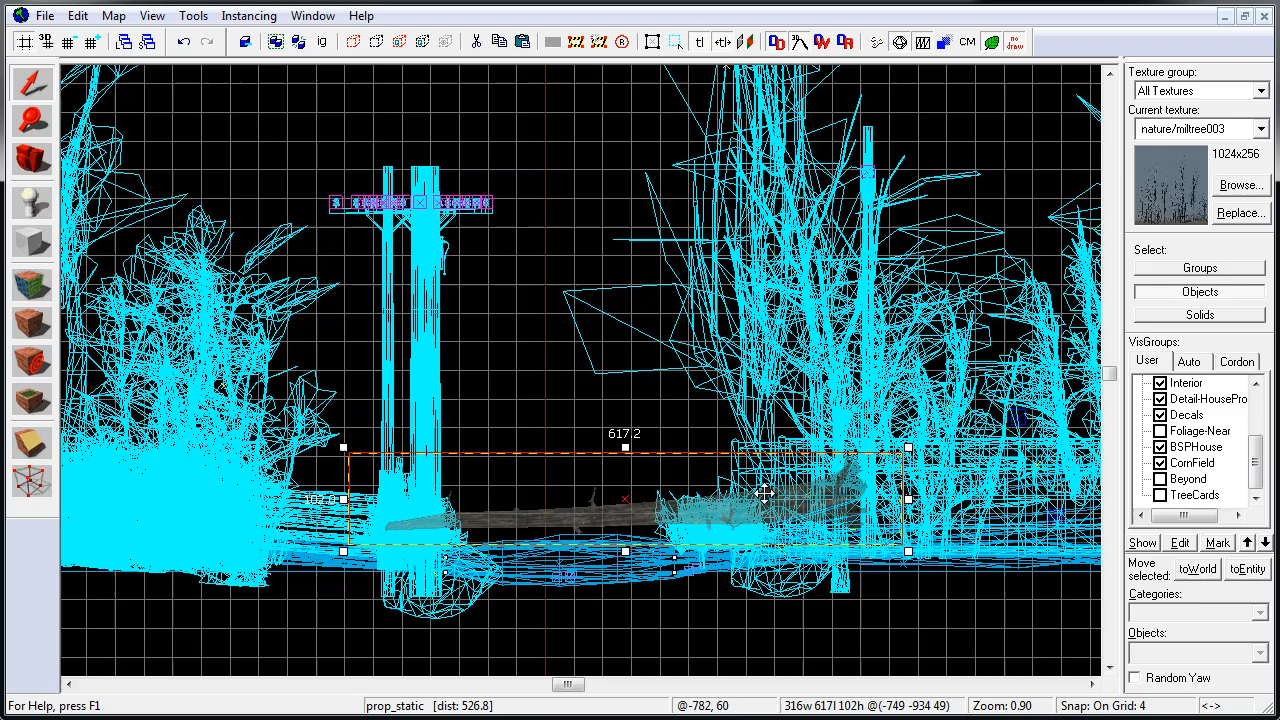 File Edit Map View Tools Instancing Window Help
3D ig tl CM no draw
Texture group:
All Textures
Current texture:
nature/miltree003
1024x256
Browse...
Replace...
Select:
Groups
Objects
Solids
VisGroups:
User Auto Cordon
Interior
Detail-HousePro
Decals
Foliage-Near
BSPHouse
CornField
Beyond
TreeCards
Show Edit Mark
Move selected: toWorld toEntity
Categories:
Objects:
Random Yaw
617.2
For Help, press F1 prop_static [dist: 526.8] @-782, 60 316w 617l 102h @(-749 -934 49) Zoom: 0.90 Snap: On Grid: 4 <->